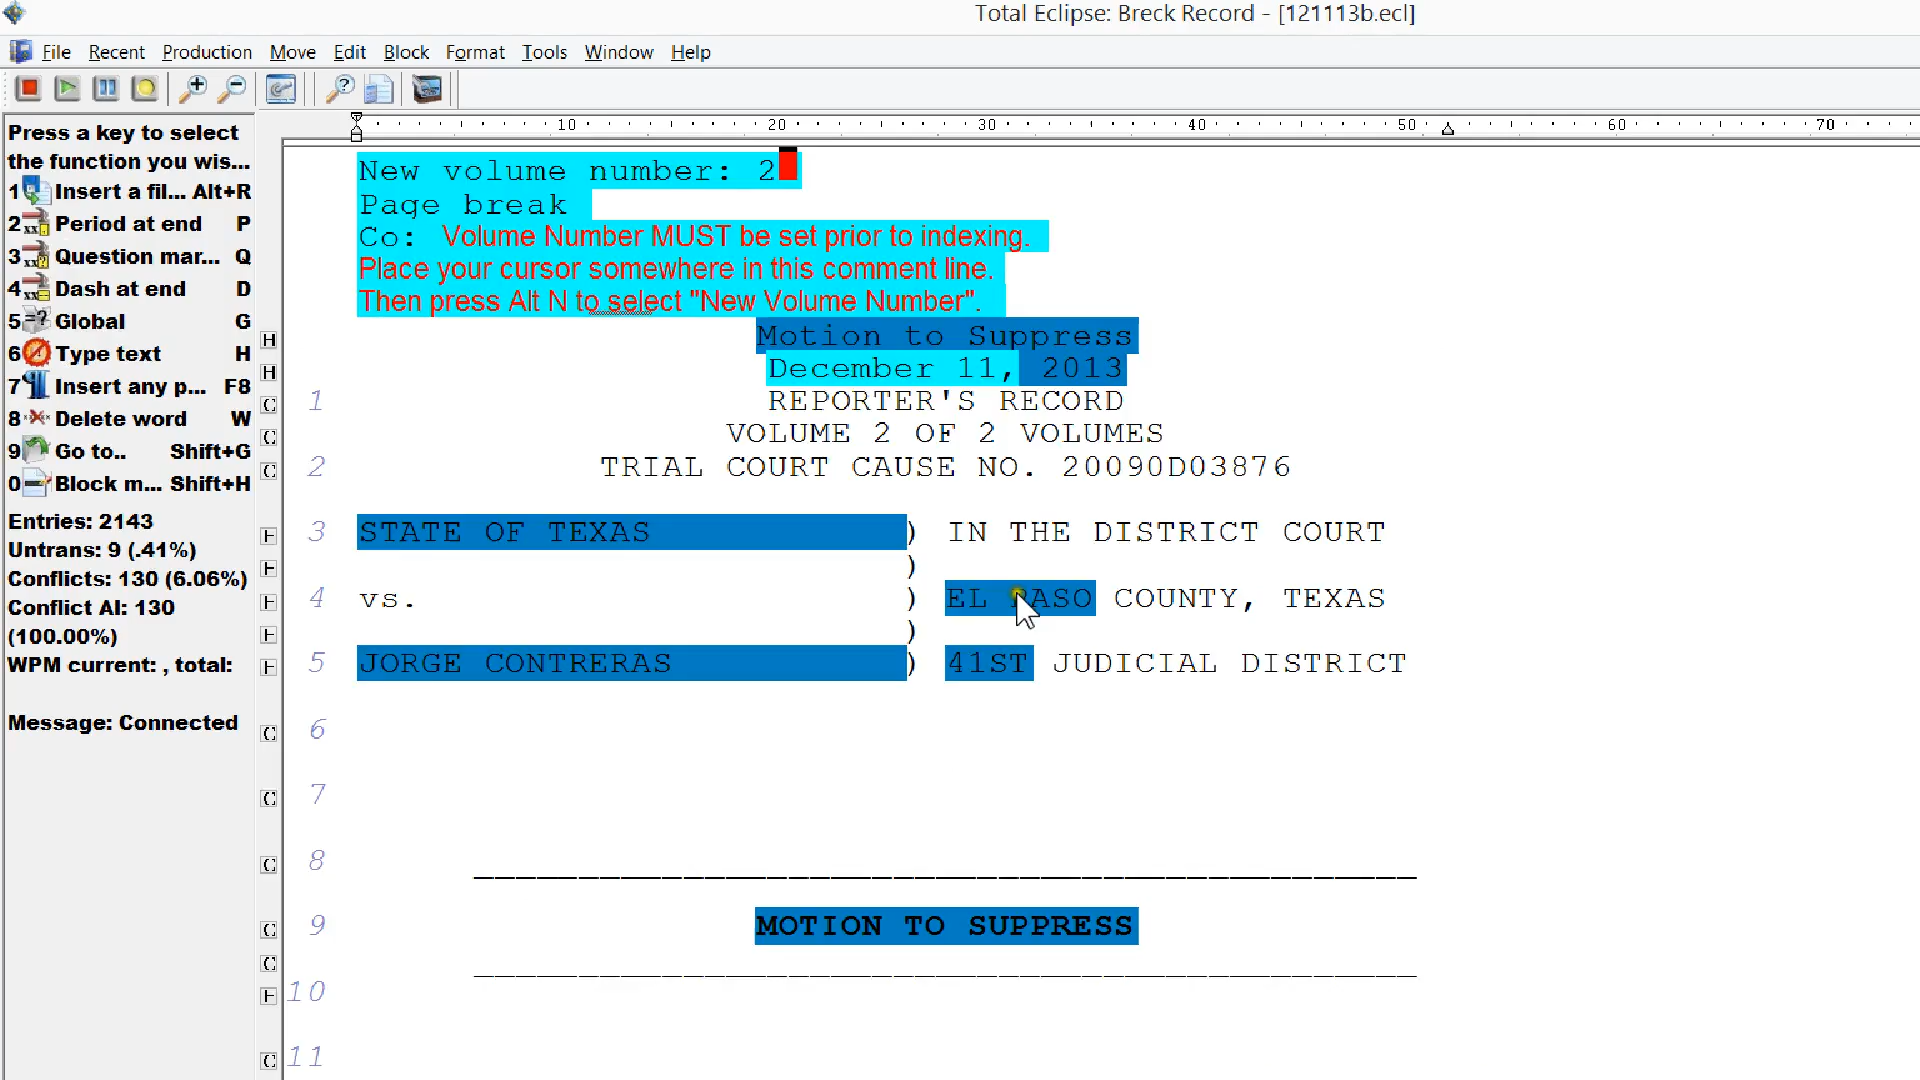 Total Eclipse: Breck Record - [121113b.ecl]
File Recent Production Move Edit Block Format Tools Window Help
10 20 30 40 50 60 70
Press a key to select
the function you wis...
1 Insert a fil... Alt+R
2 Period at end P
3 Question mar... Q
4 Dash at end D
5 Global G
6 Type text H
7 Insert any p... F8
8 Delete word W
9 Go to.. Shift+G
0 Block m... Shift+H
Entries: 2143
Untrans: 9 (.41%)
Conflicts: 130 (6.06%)
Conflict AI: 130
(100.00%)
WPM current: , total:
Message: Connected
New volume number: 2
Page break
Co: Volume Number MUST be set prior to indexing.
Place your cursor somewhere in this comment line.
Then press Alt N to select "New Volume Number".
H Motion to Suppress
H December 11, 2013
C 1 REPORTER'S RECORD
C VOLUME 2 OF 2 VOLUMES
C 2 TRIAL COURT CAUSE NO. 20090D03876
F 3 STATE OF TEXAS ) IN THE DISTRICT COURT
F )
F 4 vs. ) EL PASO COUNTY, TEXAS
F )
F 5 JORGE CONTRERAS ) 41ST JUDICIAL DISTRICT
C 6
C 7
C 8
C 9 MOTION TO SUPPRESS
C
F 10
C 11